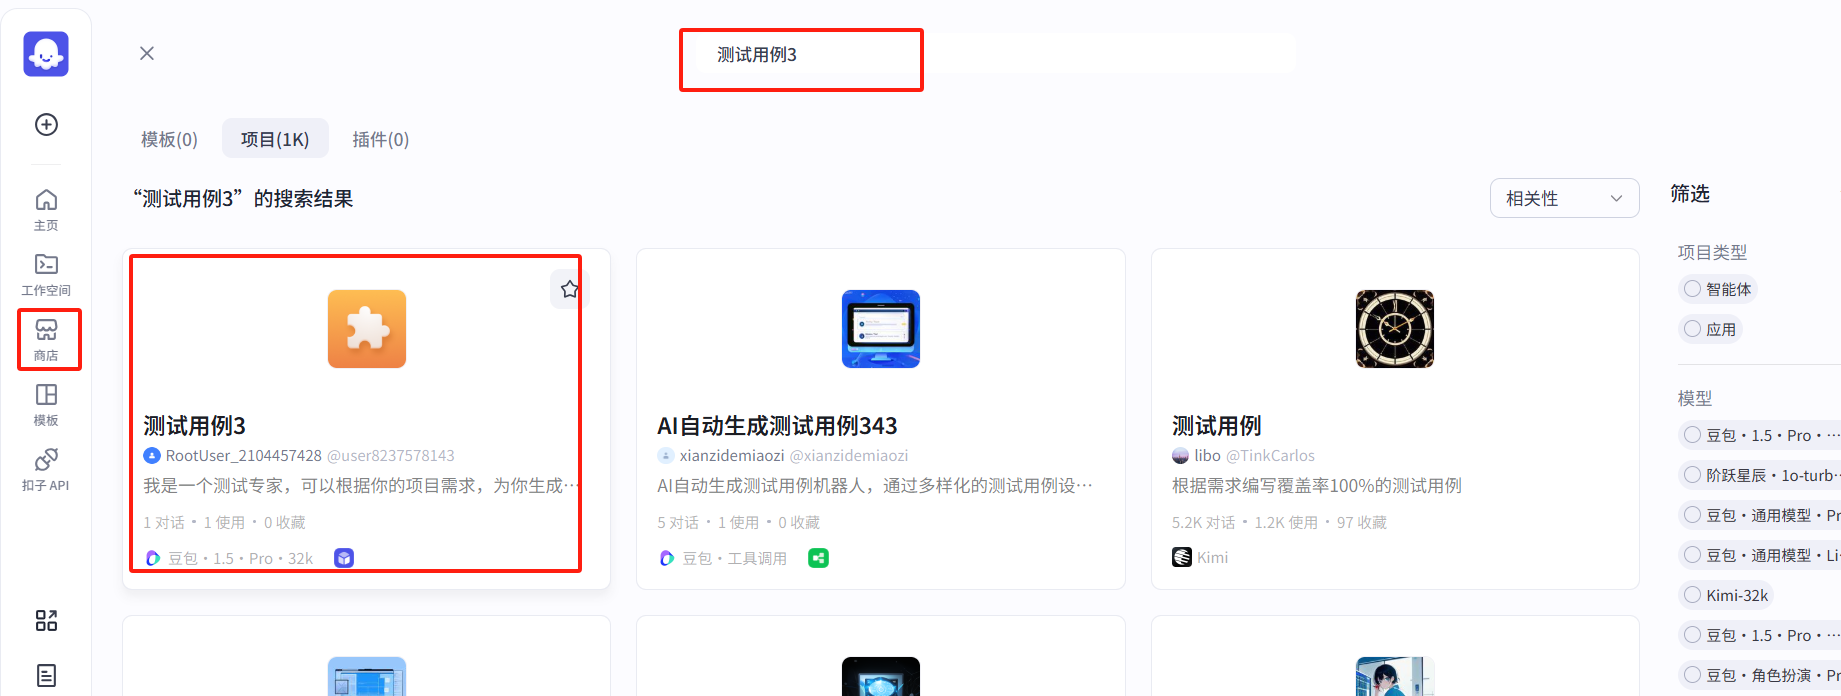 测试用例3
模板(0)
项目(1K)
插件(0)
“测试用例3”的搜索结果
相关性
筛选
主页
工作空间
商店
模板
扣子 API
测试用例3
RootUser_2104457428 @user8237578143
我是一个测试专家，可以根据你的项目需求，为你生成···
1 对话 • 1 使用 • 0 收藏
豆包 • 1.5 • Pro • 32k
AI自动生成测试用例343
xianzidemiaozi @xianzidemiaozi
AI自动生成测试用例机器人，通过多样化的测试用例设···
5 对话 • 1 使用 • 0 收藏
豆包 • 工具调用
测试用例
libo @TinkCarlos
根据需求编写覆盖率100%的测试用例
5.2K 对话 • 1.2K 使用 • 97 收藏
Kimi
项目类型
智能体
应用
模型
豆包 • 1.5 • Pro • ···
阶跃星辰 • 1o-turb···
豆包 • 通用模型 • Pr
豆包 • 通用模型 • Li
Kimi-32k
豆包 • 1.5 • Pro • ···
豆包 • 角色扮演 • Pr